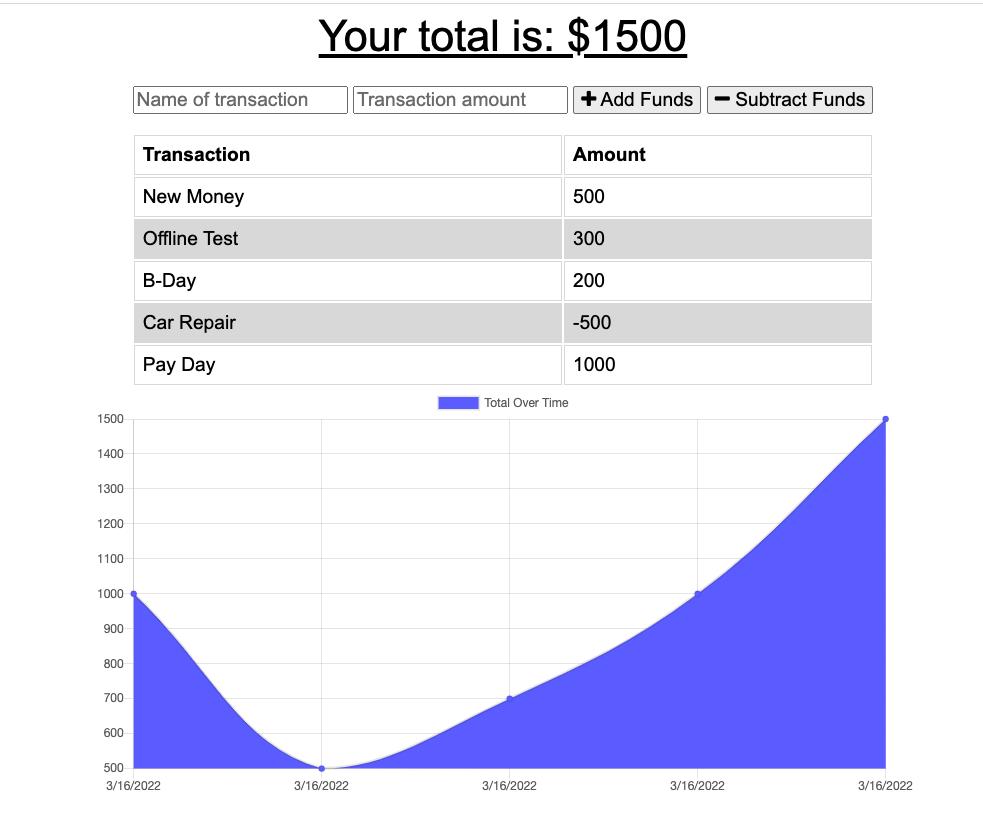 Your total is: $1500
Name of transaction Transaction amount Add Funds Subtract Funds
Transaction Amount
New Money 500
Offline Test 300
B-Day 200
Car Repair -500
Pay Day 1000
Total Over Time
1500
1400
1300
1200
1100
1000
900
800
700
600
500
3/16/2022 3/16/2022 3/16/2022 3/16/2022 3/16/2022